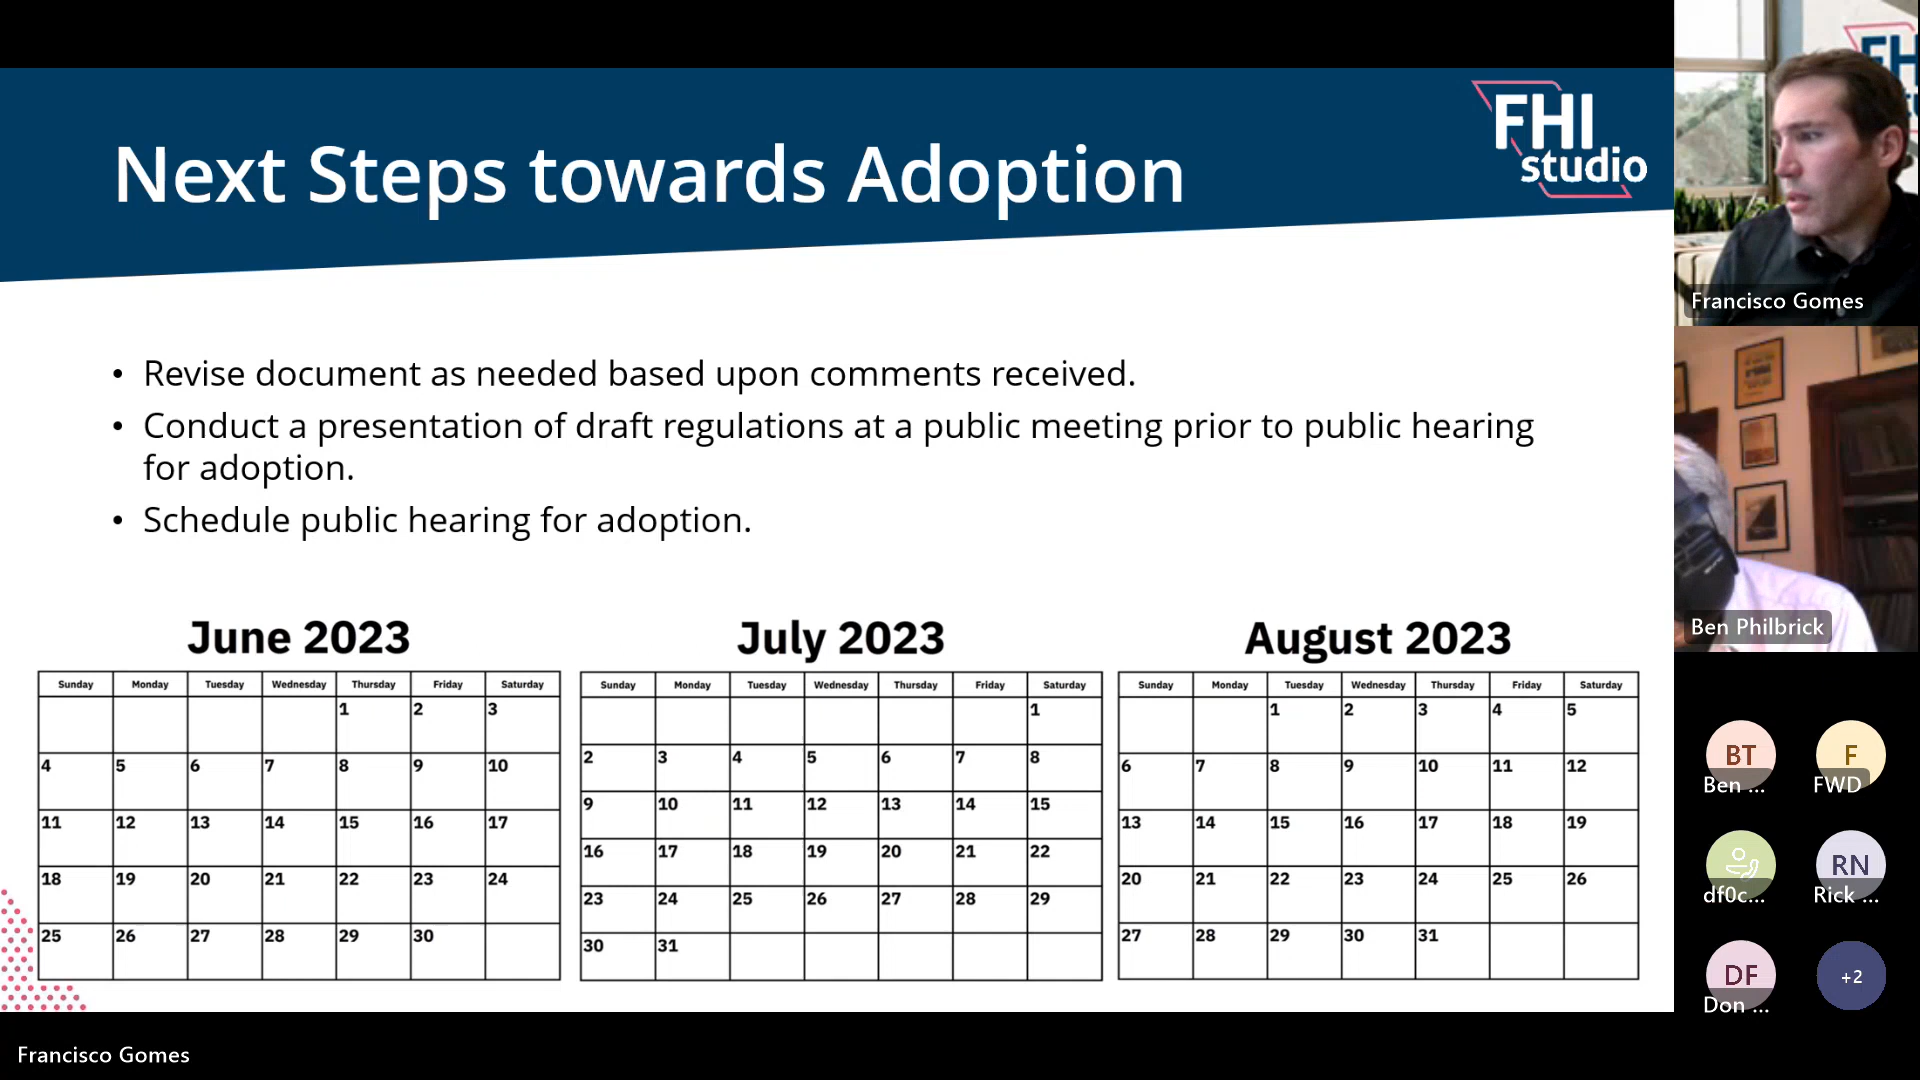 Next Steps towards Adoption
FHI
studio
• Revise document as needed based upon comments received.
• Conduct a presentation of draft regulations at a public meeting prior to public hearing
for adoption.
• Schedule public hearing for adoption.
June 2023
Sunday Monday Tuesday Wednesday Thursday Friday Saturday
1 2 3
4 5 6 7 8 9 10
11 12 13 14 15 16 17
18 19 20 21 22 23 24
25 26 27 28 29 30
July 2023
Sunday Monday Tuesday Wednesday Thursday Friday Saturday
1
2 3 4 5 6 7 8
9 10 11 12 13 14 15
16 17 18 19 20 21 22
23 24 25 26 27 28 29
30 31
August 2023
Sunday Monday Tuesday Wednesday Thursday Friday Saturday
1 2 3 4 5
6 7 8 9 10 11 12
13 14 15 16 17 18 19
20 21 22 23 24 25 26
27 28 29 30 31
FH
Francisco Gomes
Ben Philbrick
BT F
Ben ... FWD
RN
df0c... Rick ...
DF +2
Don ...
Francisco Gomes